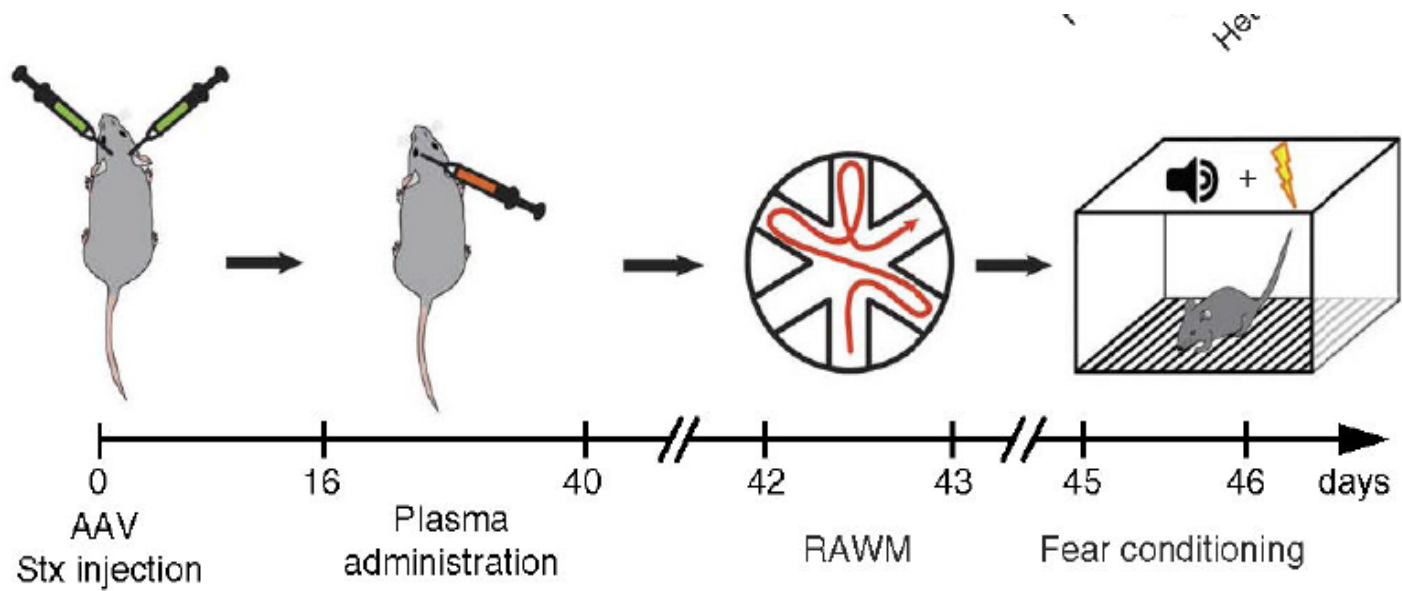 +
0 16 40 42 43 45 46 days
AAV
Stx injection
Plasma
administration
RAWM
Fear conditioning